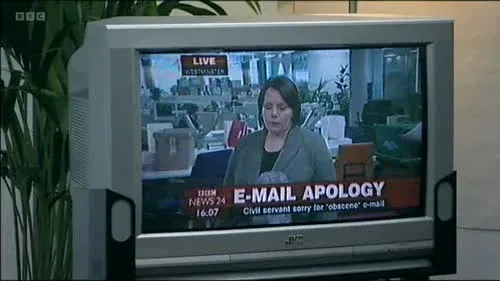 BBC
LIVE
WESTMINSTER
E-MAIL APOLOGY
BBC
NEWS 24
16:07
Civil servant sorry for "obscene" e-mail
JVC